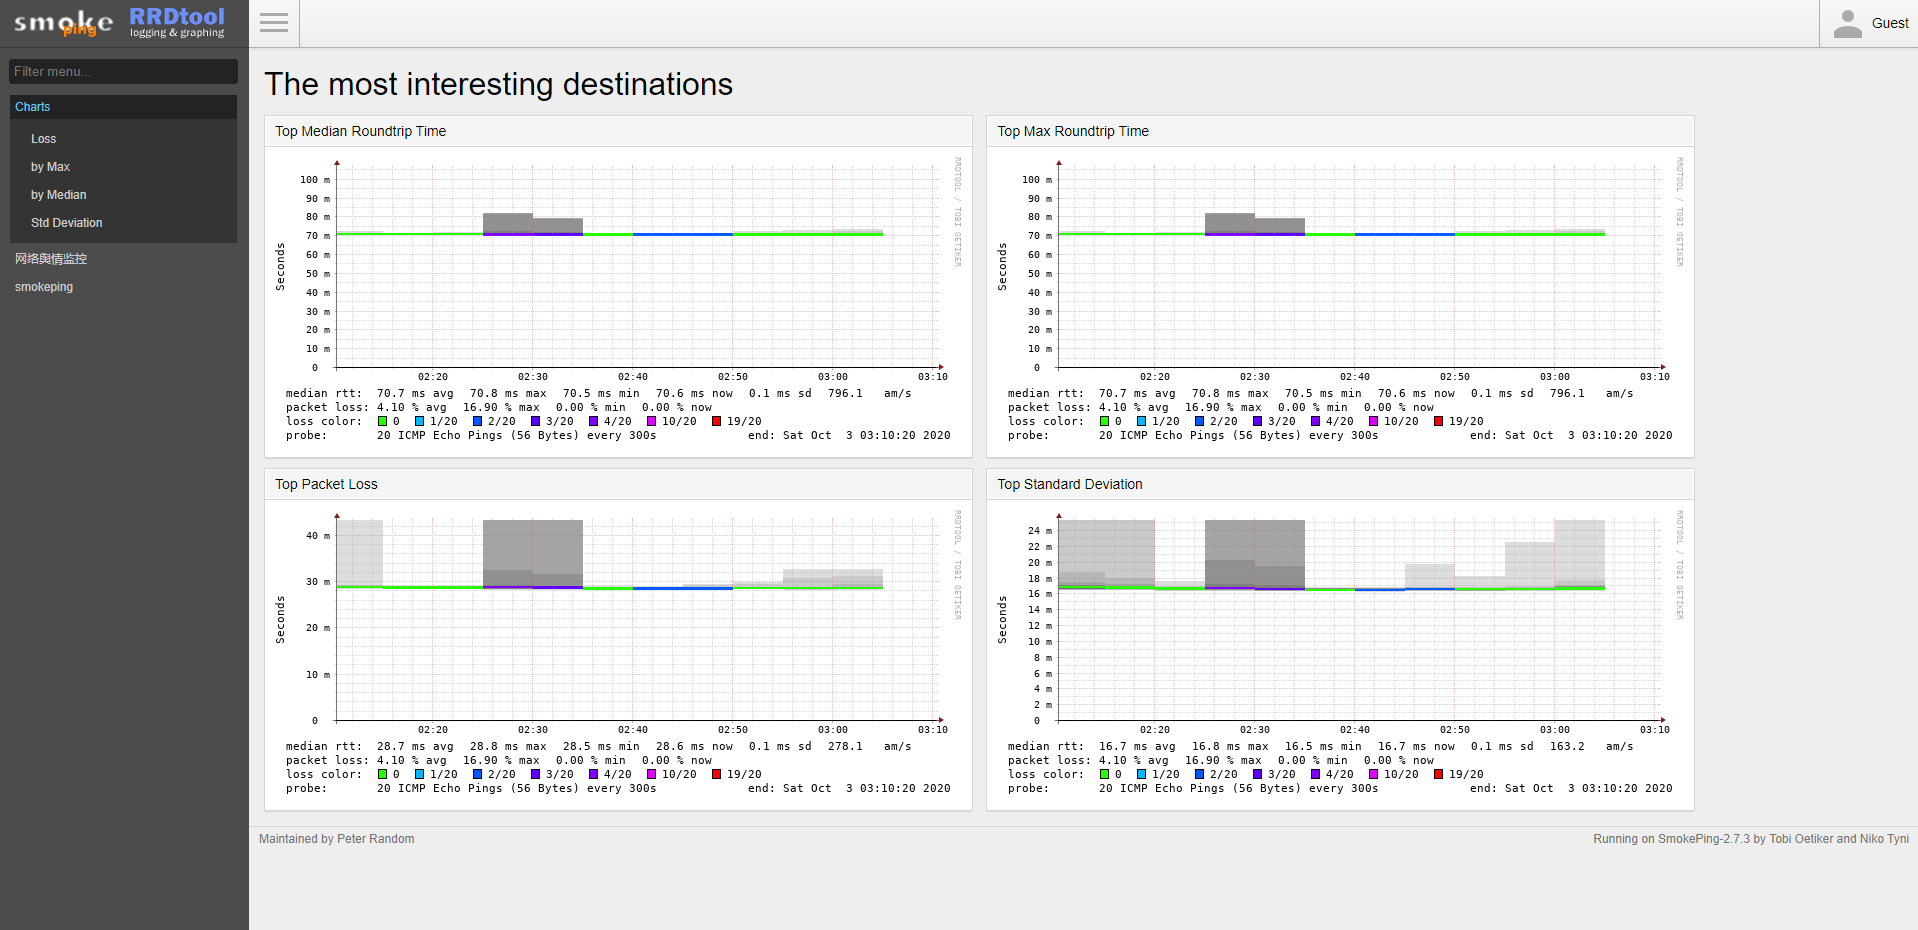 smokeping
RRDtool
logging & graphing
Guest
Filter menu...
Charts
Loss
by Max
by Median
Std Deviation
网络舆情监控
smokeping
The most interesting destinations
Top Median Roundtrip Time
RRDTOOL / TOBI OETIKER
Seconds
100 m
90 m
80 m
70 m
60 m
50 m
40 m
30 m
20 m
10 m
0
02:20 02:30 02:40 02:50 03:00 03:10
median rtt: 70.7 ms avg 70.8 ms max 70.5 ms min 70.6 ms now 0.1 ms sd 796.1 am/s
packet loss: 4.10 % avg 16.90 % max 0.00 % min 0.00 % now
loss color: 0 1/20 2/20 3/20 4/20 10/20 19/20
probe: 20 ICMP Echo Pings (56 Bytes) every 300s end: Sat Oct 3 03:10:20 2020
Top Max Roundtrip Time
RRDTOOL / TOBI OETIKER
Seconds
100 m
90 m
80 m
70 m
60 m
50 m
40 m
30 m
20 m
10 m
0
02:20 02:30 02:40 02:50 03:00 03:10
median rtt: 70.7 ms avg 70.8 ms max 70.5 ms min 70.6 ms now 0.1 ms sd 796.1 am/s
packet loss: 4.10 % avg 16.90 % max 0.00 % min 0.00 % now
loss color: 0 1/20 2/20 3/20 4/20 10/20 19/20
probe: 20 ICMP Echo Pings (56 Bytes) every 300s end: Sat Oct 3 03:10:20 2020
Top Packet Loss
RRDTOOL / TOBI OETIKER
Seconds
40 m
30 m
20 m
10 m
0
02:20 02:30 02:40 02:50 03:00 03:10
median rtt: 28.7 ms avg 28.8 ms max 28.5 ms min 28.6 ms now 0.1 ms sd 278.1 am/s
packet loss: 4.10 % avg 16.90 % max 0.00 % min 0.00 % now
loss color: 0 1/20 2/20 3/20 4/20 10/20 19/20
probe: 20 ICMP Echo Pings (56 Bytes) every 300s end: Sat Oct 3 03:10:20 2020
Top Standard Deviation
RRDTOOL / TOBI OETIKER
Seconds
24 m
22 m
20 m
18 m
16 m
14 m
12 m
10 m
8 m
6 m
4 m
2 m
0
02:20 02:30 02:40 02:50 03:00 03:10
median rtt: 16.7 ms avg 16.8 ms max 16.5 ms min 16.7 ms now 0.1 ms sd 163.2 am/s
packet loss: 4.10 % avg 16.90 % max 0.00 % min 0.00 % now
loss color: 0 1/20 2/20 3/20 4/20 10/20 19/20
probe: 20 ICMP Echo Pings (56 Bytes) every 300s end: Sat Oct 3 03:10:20 2020
Maintained by Peter Random
Running on SmokePing-2.7.3 by Tobi Oetiker and Niko Tyni